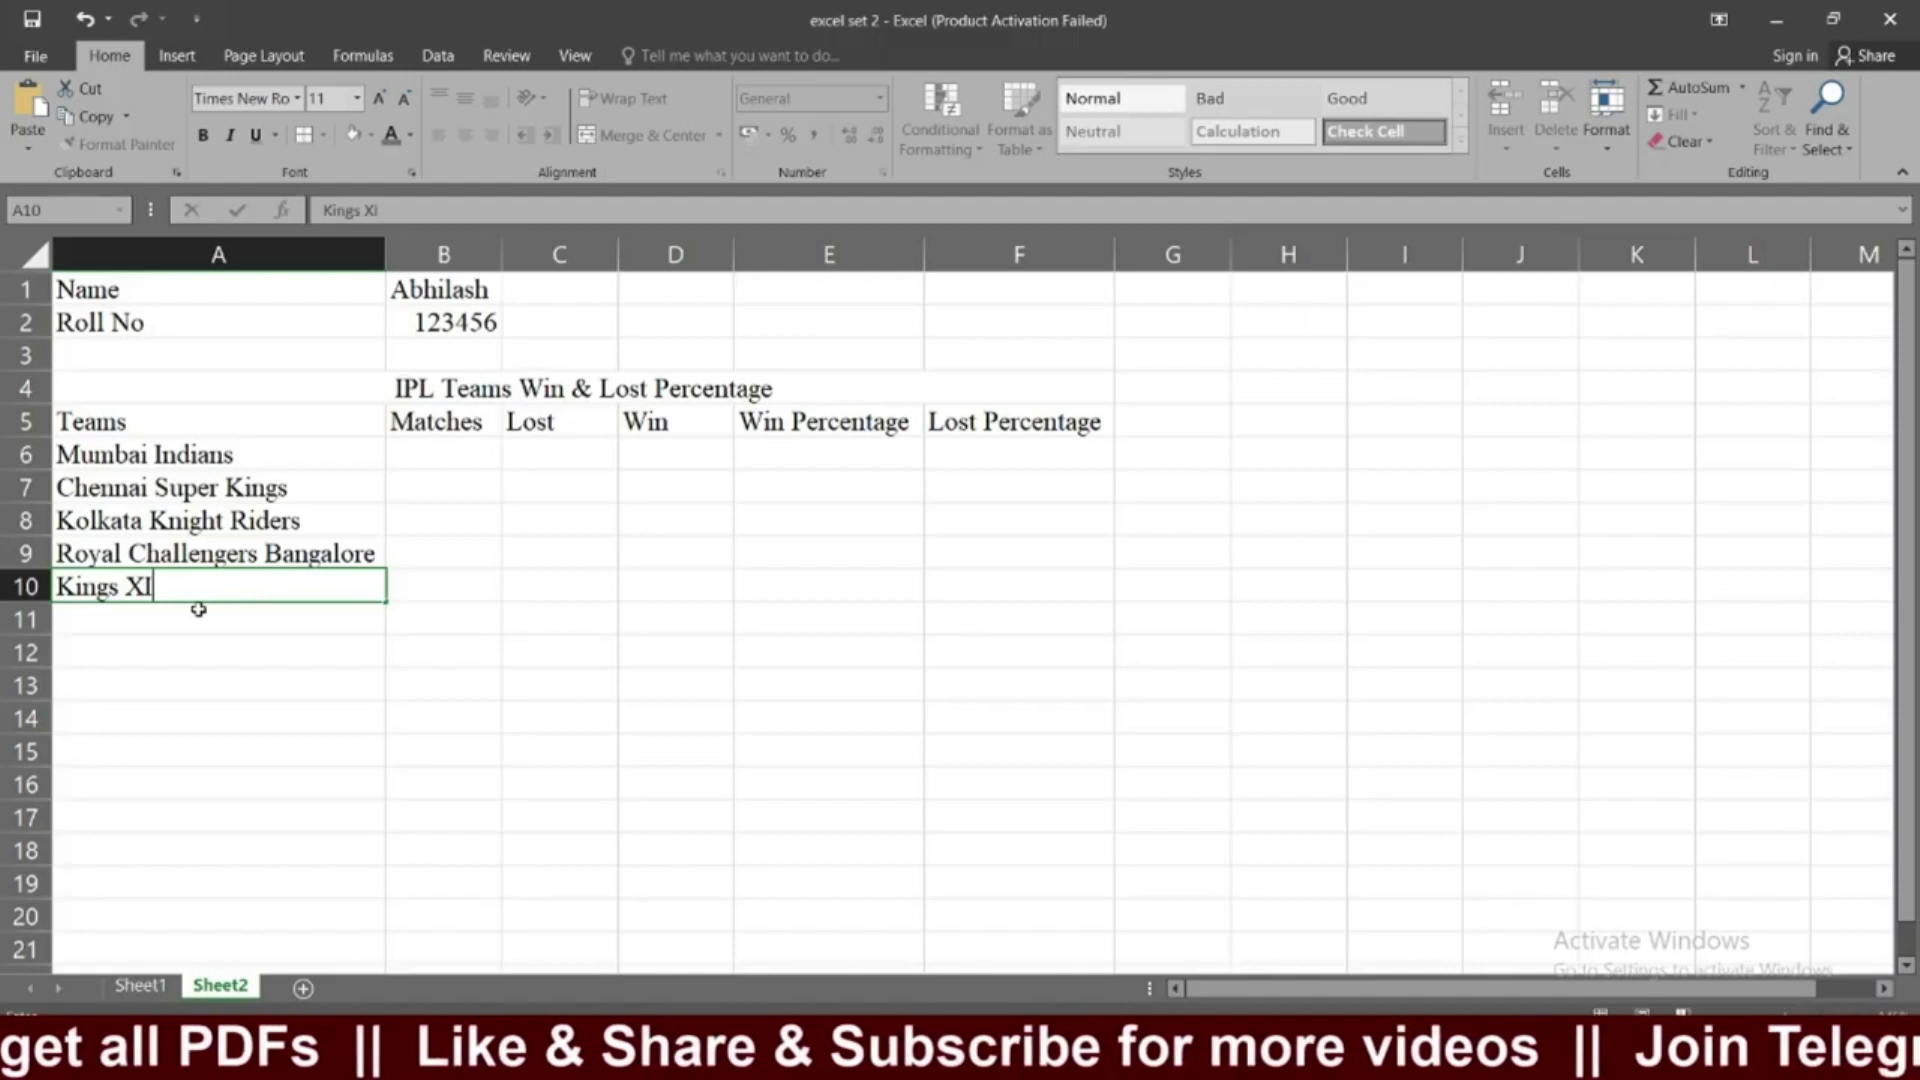 excel set 2 - Excel (Product Activation Failed)
File Home Insert Page Layout Formulas Data Review View Tell me what you want to do... Sign in Share
Cut
Copy
Format Painter
Paste
Clipboard
Times New Ro 11
B I U
Font
Wrap Text
Merge & Center
Alignment
General
Number
Conditional Formatting
Format as Table
Normal Bad Good
Neutral Calculation Check Cell
Styles
Insert Delete Format
Cells
AutoSum
Fill
Clear
Sort & Filter
Find & Select
Editing
A10 fx Kings XI
A B C D E F G H I J K L M
1 Name Abhilash
2 Roll No 123456
3
4 IPL Teams Win & Lost Percentage
5 Teams Matches Lost Win Win Percentage Lost Percentage
6 Mumbai Indians
7 Chennai Super Kings
8 Kolkata Knight Riders
9 Royal Challengers Bangalore
10 Kings XI
11
12
13
14
15
16
17
18
19
20
21
Activate Windows
Go to Settings to activate Windows.
Sheet1 Sheet2
get all PDFs || Like & Share & Subscribe for more videos || Join Telegr